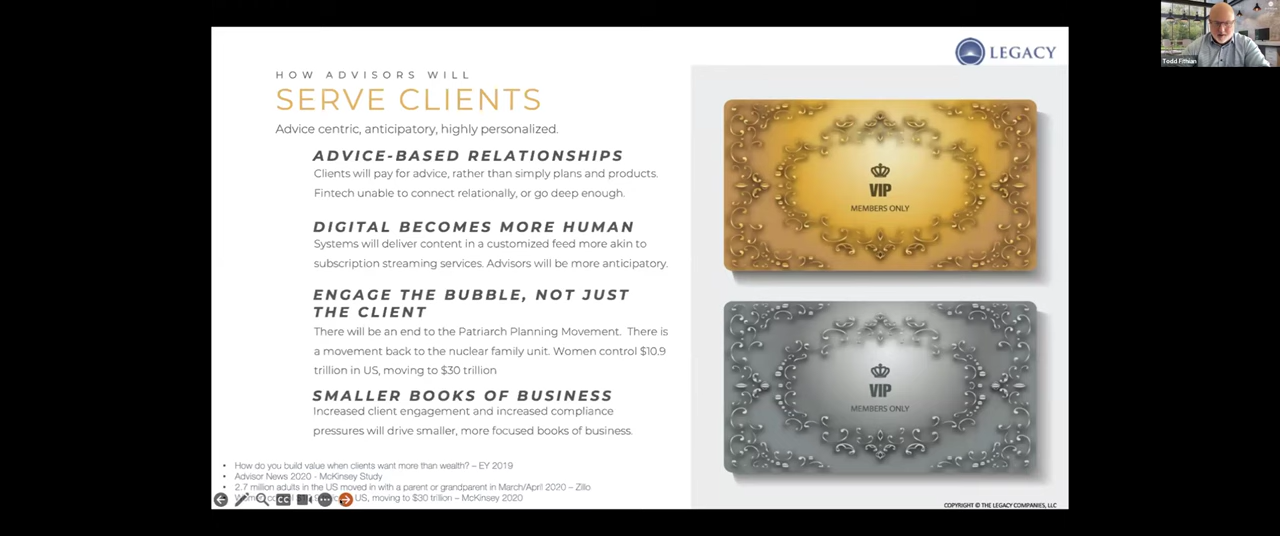 LEGACY
Todd Fithian
HOW ADVISORS WILL
SERVE CLIENTS
Advice centric, anticipatory, highly personalized.
ADVICE-BASED RELATIONSHIPS
Clients will pay for advice, rather than simply plans and products.
Fintech unable to connect relationally, or go deep enough.
DIGITAL BECOMES MORE HUMAN
Systems will deliver content in a customized feed more akin to
subscription streaming services. Advisors will be more anticipatory.
ENGAGE THE BUBBLE, NOT JUST
THE CLIENT
There will be an end to the Patriarch Planning Movement. There is
a movement back to the nuclear family unit. Women control $10.9
trillion in US, moving to $30 trillion
SMALLER BOOKS OF BUSINESS
Increased client engagement and increased compliance
pressures will drive smaller, more focused books of business.
VIP
MEMBERS ONLY
VIP
MEMBERS ONLY
• How do you build value when clients want more than wealth? – EY 2019
• Advisor News 2020 - McKinsey Study
• 2.7 million adults in the US moved in with a parent or grandparent in March/April 2020 – Zillo
US, moving to $30 trillion – McKinsey 2020
CC
COPYRIGHT © THE LEGACY COMPANIES, LLC